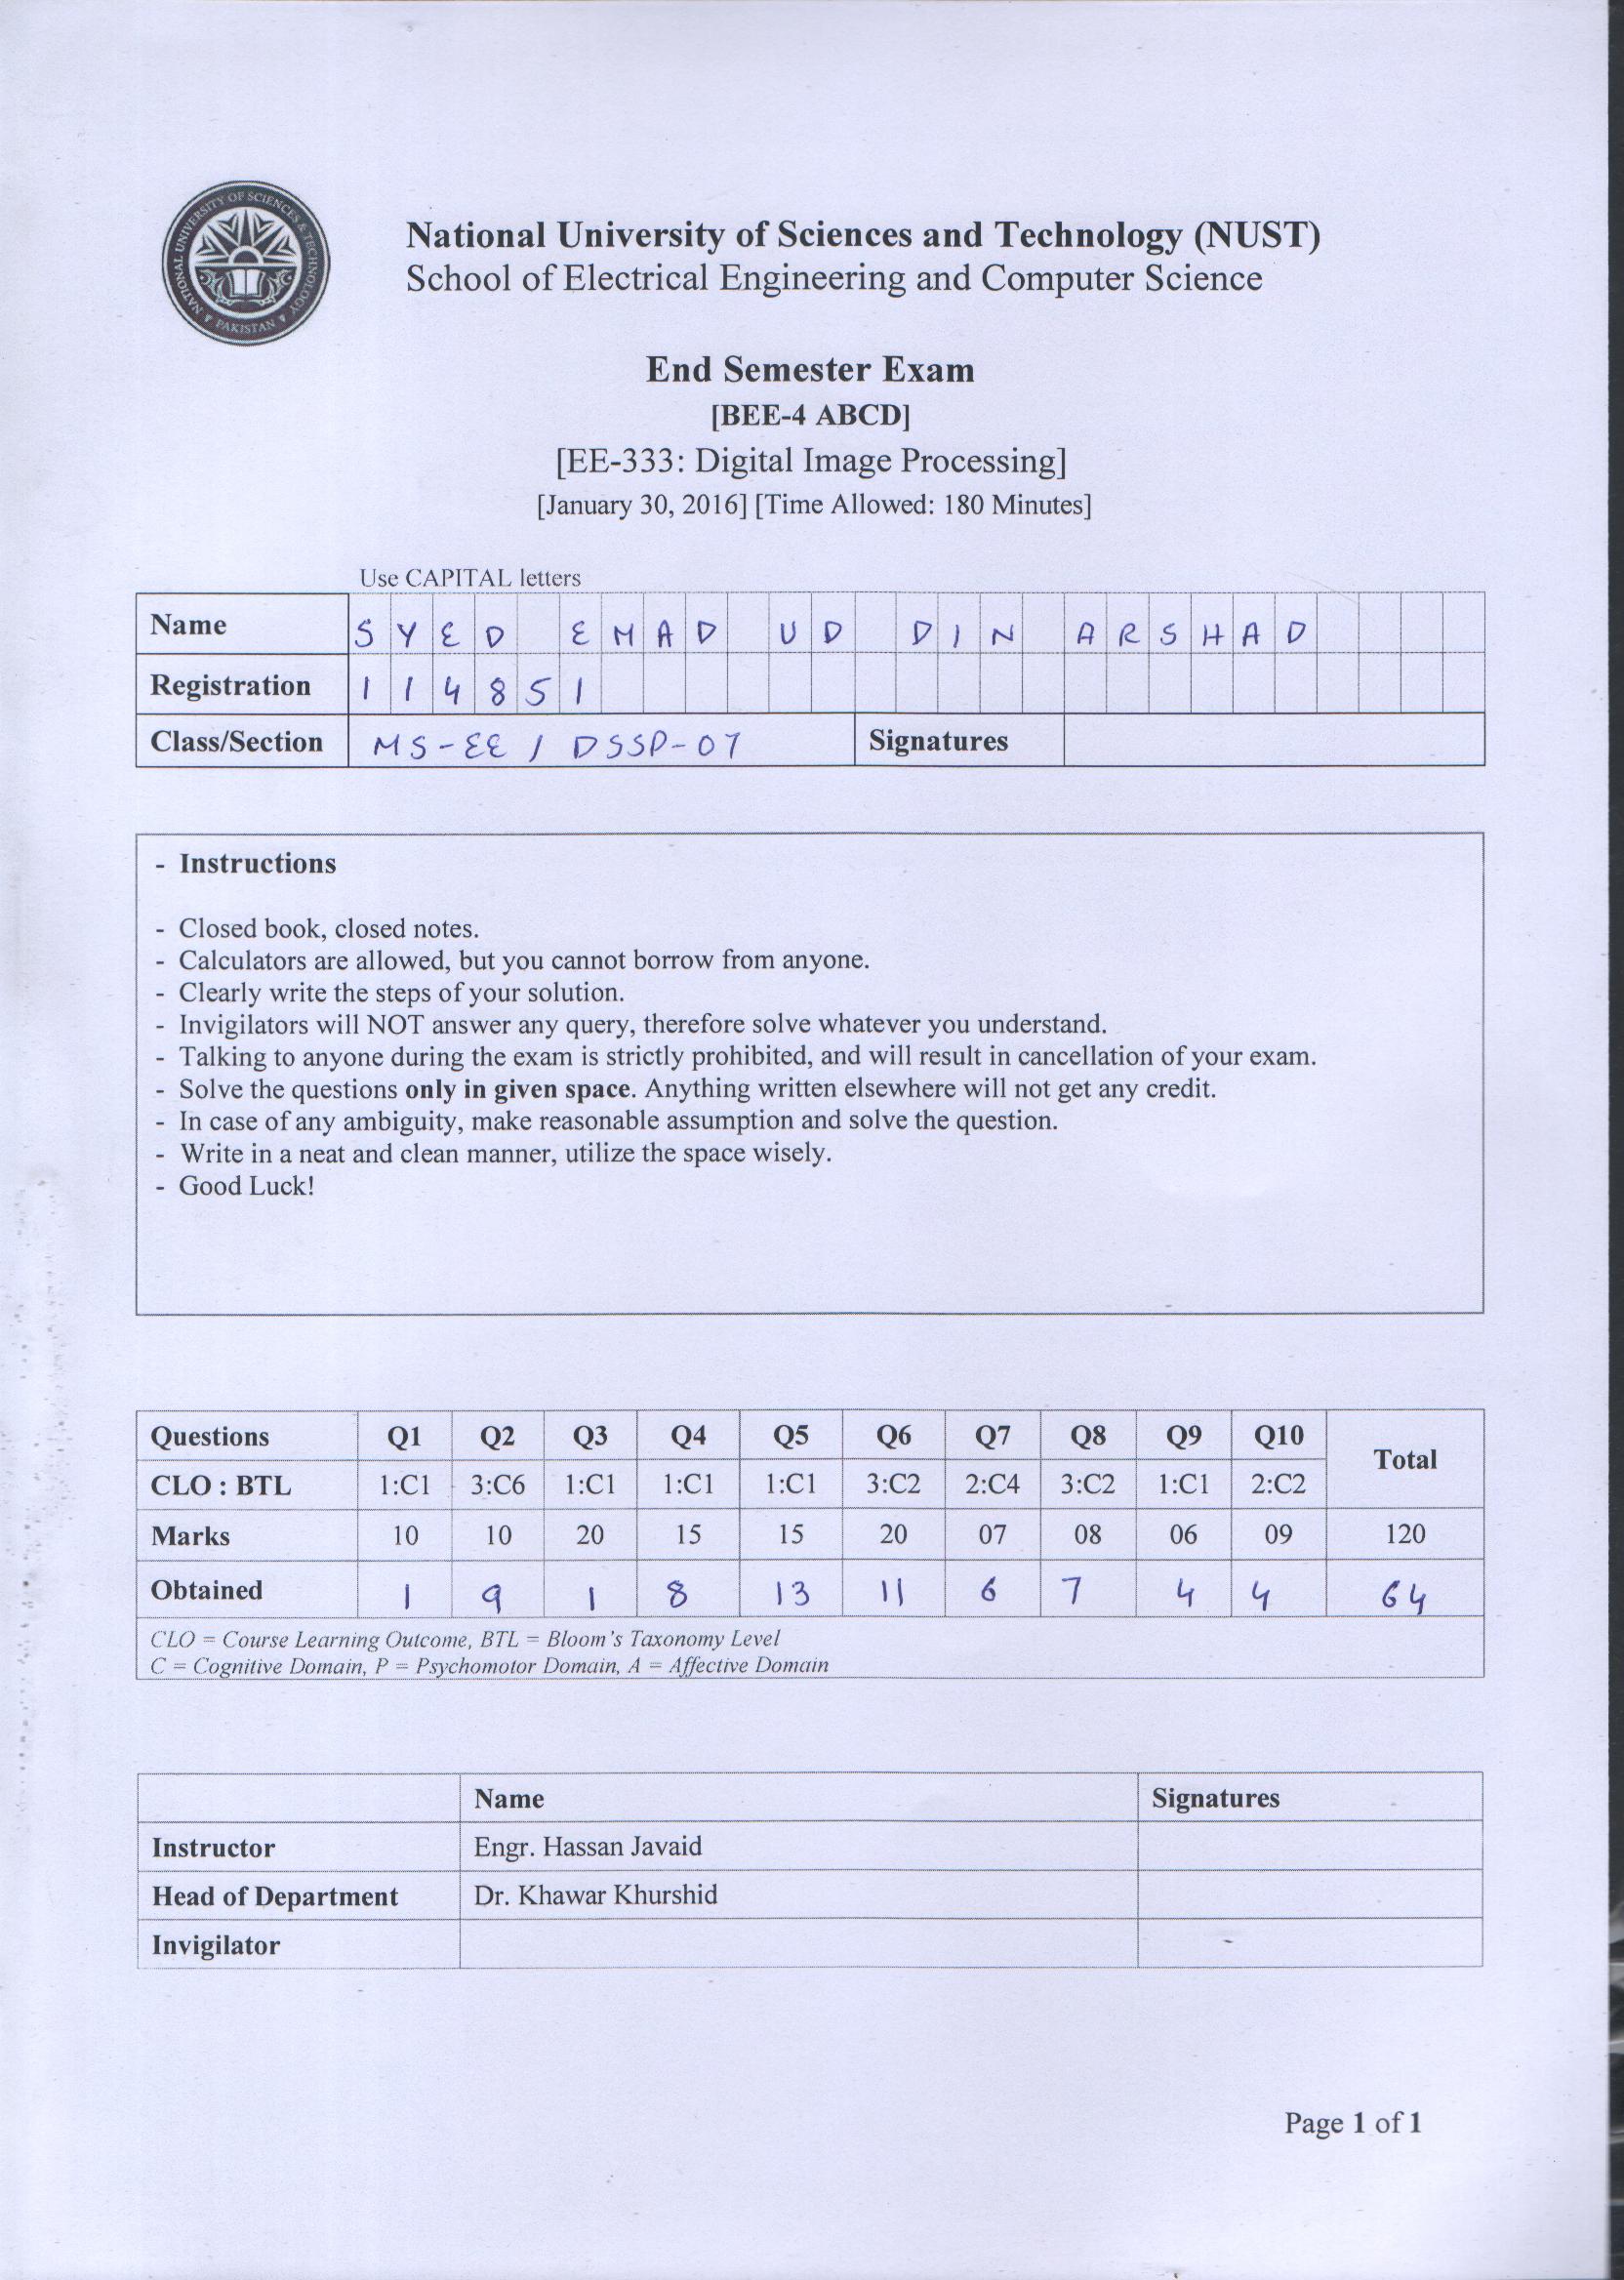 NATIONAL UNIVERSITY OF SCIENCES & TECHNOLOGY
PAKISTAN
National University of Sciences and Technology (NUST)
School of Electrical Engineering and Computer Science
End Semester Exam
[BEE-4 ABCD]
[EE-333: Digital Image Processing]
[January 30, 2016] [Time Allowed: 180 Minutes]
Use CAPITAL letters
Name SYED EMAD UD DIN ARSHAD
Registration 114851
Class/Section MS-EE / DSSP-07 Signatures
- Instructions
- Closed book, closed notes.
- Calculators are allowed, but you cannot borrow from anyone.
- Clearly write the steps of your solution.
- Invigilators will NOT answer any query, therefore solve whatever you understand.
- Talking to anyone during the exam is strictly prohibited, and will result in cancellation of your exam.
- Solve the questions only in given space. Anything written elsewhere will not get any credit.
- In case of any ambiguity, make reasonable assumption and solve the question.
- Write in a neat and clean manner, utilize the space wisely.
- Good Luck!
Questions Q1 Q2 Q3 Q4 Q5 Q6 Q7 Q8 Q9 Q10 Total
CLO : BTL 1:C1 3:C6 1:C1 1:C1 1:C1 3:C2 2:C4 3:C2 1:C1 2:C2
Marks 10 10 20 15 15 20 07 08 06 09 120
Obtained 1 9 1 8 13 11 6 7 4 4 64
CLO = Course Learning Outcome, BTL = Bloom's Taxonomy Level
C = Cognitive Domain, P = Psychomotor Domain, A = Affective Domain
Name Signatures
Instructor Engr. Hassan Javaid
Head of Department Dr. Khawar Khurshid
Invigilator
Page 1 of 1